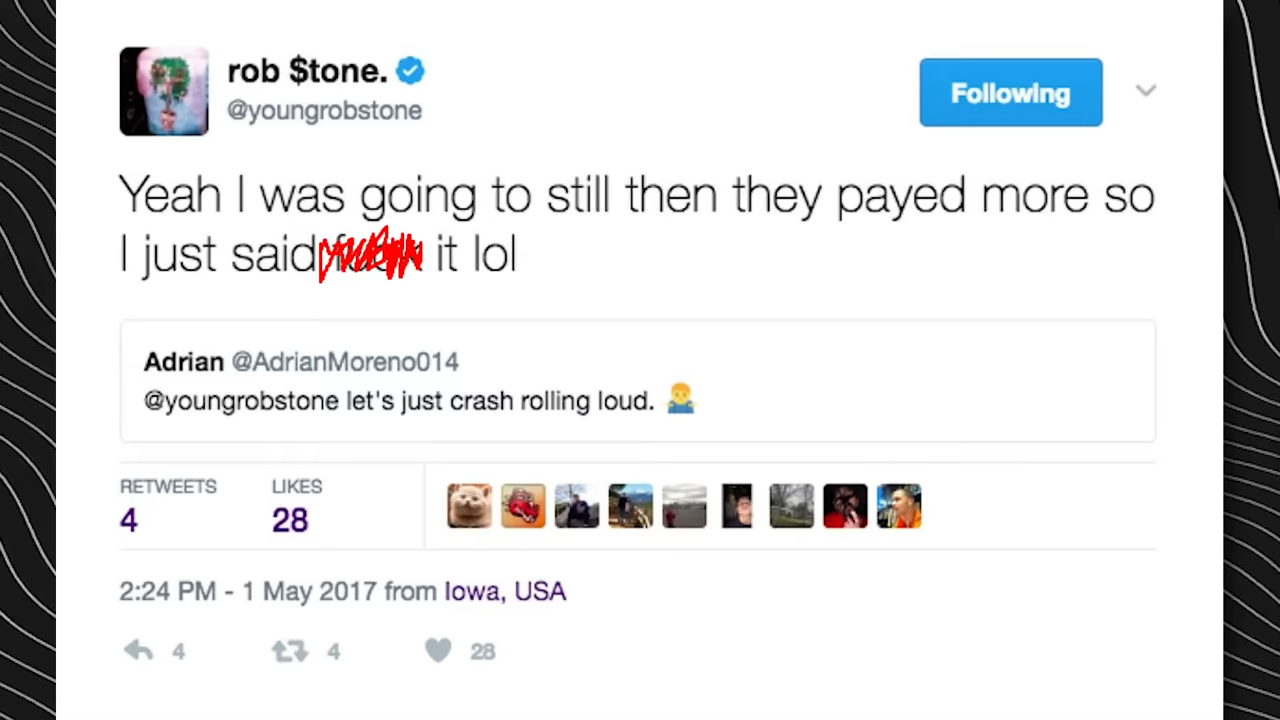 rob $tone.
@youngrobstone
Following
Yeah I was going to still then they payed more so
I just said it lol
Adrian @AdrianMoreno014
@youngrobstone let's just crash rolling loud. 🤷‍♂️
RETWEETS LIKES
4 28
2:24 PM - 1 May 2017 from Iowa, USA
4 4 28